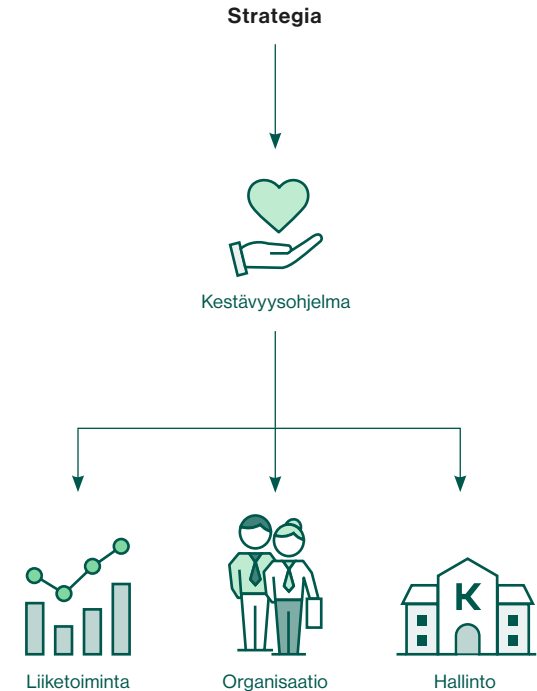 Strategia
Kestävyysohjelma
K
Liiketoiminta
Organisaatio
Hallinto